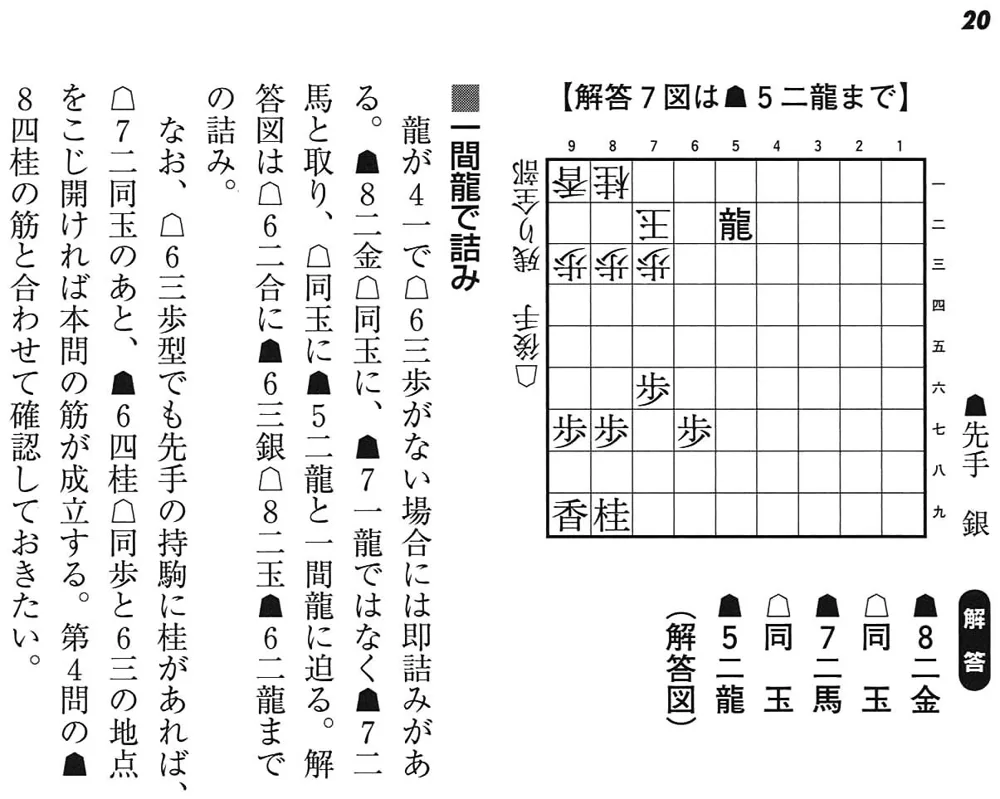 20
【解答7図は☗5二龍まで】
9 8 7 6 5 4 3 2 1
香 桂 一
王 龍 二
歩 歩 歩 三
四
五
歩 六
歩 歩 歩 七
八
香 桂 九
☖後手 残り全部
☗先手 銀
解答
☗8二金
☖同 玉
☗7二馬
☖同 玉
☗5二龍
(解答図)
■一間龍で詰み
龍が4一で☖6三歩がない場合には即詰みがあ
る。☗8二金☖同玉に、☗7一龍ではなく☗7二
馬と取り、☖同玉に☗5二龍と一間龍に迫る。解
答図は☖6二合に☗6三銀☖8二玉☗6二龍まで
の詰み。
なお、☖6三歩型でも先手の持駒に桂があれば、
☖7二同玉のあと、☗6四桂☖同歩と6三の地点
をこじ開ければ本問の筋が成立する。第4問の☗
8四桂の筋と合わせて確認しておきたい。